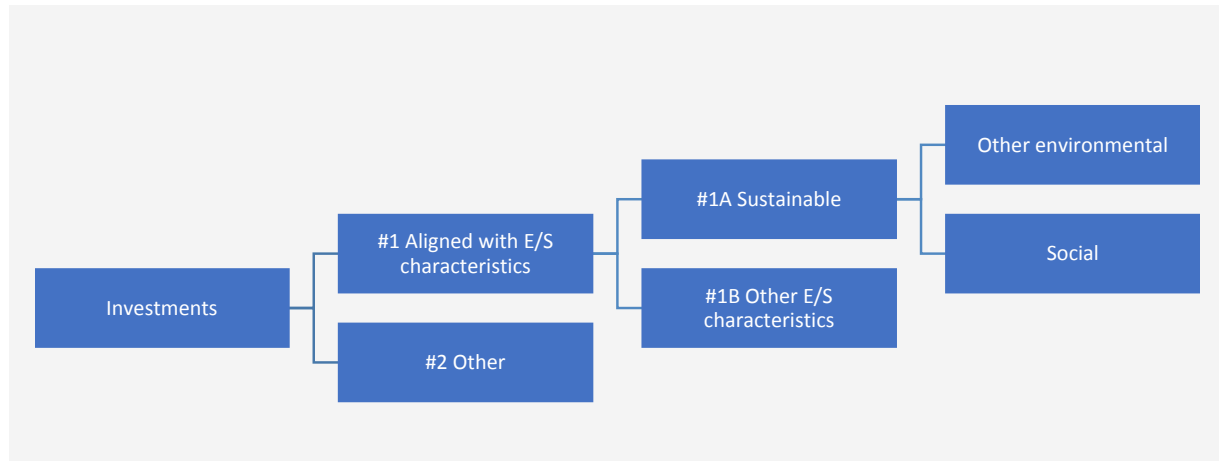 Investments
#1 Aligned with E/S
characteristics
#2 Other
#1A Sustainable
#1B Other E/S
characteristics
Other environmental
Social